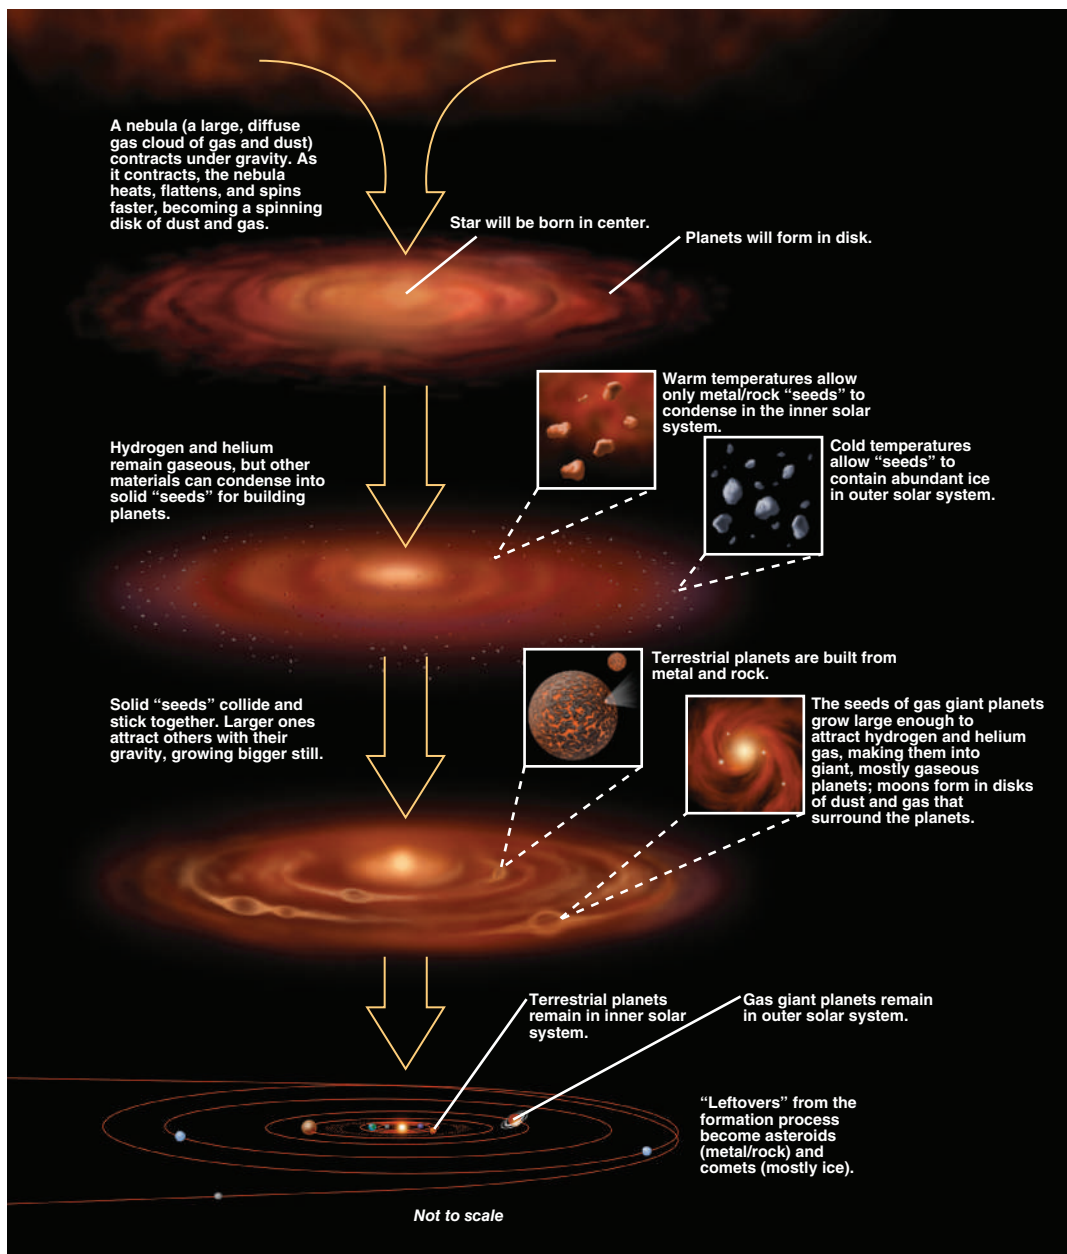 A nebula (a large, diffuse
gas cloud of gas and dust)
contracts under gravity. As
it contracts, the nebula
heats, flattens, and spins
faster, becoming a spinning
disk of dust and gas.
Star will be born in center.
Planets will form in disk.
Warm temperatures allow
only metal/rock “seeds” to
condense in the inner solar
system.
Hydrogen and helium
remain gaseous, but other
materials can condense into
solid “seeds” for building
planets.
Cold temperatures
allow “seeds” to
contain abundant ice
in outer solar system.
Terrestrial planets are built from
metal and rock.
Solid “seeds” collide and
stick together. Larger ones
attract others with their
gravity, growing bigger still.
The seeds of gas giant planets
grow large enough to
attract hydrogen and helium
gas, making them into
giant, mostly gaseous
planets; moons form in disks
of dust and gas that
surround the planets.
Terrestrial planets
remain in inner solar
system.
Gas giant planets remain
in outer solar system.
“Leftovers” from the
formation process
become asteroids
(metal/rock) and
comets (mostly ice).
Not to scale